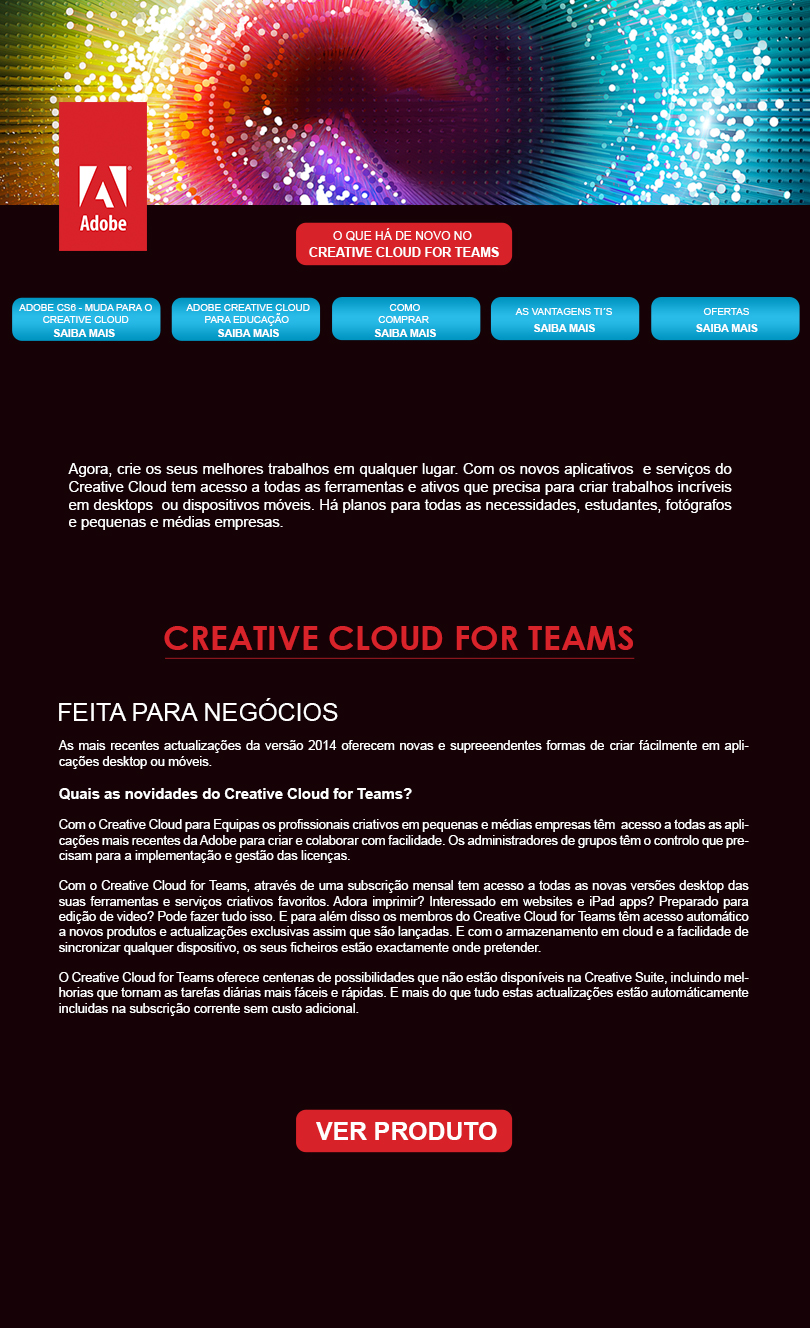 Adobe
O QUE HÁ DE NOVO NO
CREATIVE CLOUD FOR TEAMS
ADOBE CS6 - MUDA PARA O
CREATIVE CLOUD
SAIBA MAIS
ADOBE CREATIVE CLOUD
PARA EDUCAÇÃO
SAIBA MAIS
COMO
COMPRAR
SAIBA MAIS
AS VANTAGENS TI´S
SAIBA MAIS
OFERTAS
SAIBA MAIS
Agora, crie os seus melhores trabalhos em qualquer lugar. Com os novos aplicativos  e serviços do
Creative Cloud tem acesso a todas as ferramentas e ativos que precisa para criar trabalhos incríveis
em desktops  ou dispositivos móveis. Há planos para todas as necessidades, estudantes, fotógrafos
e pequenas e médias empresas.
CREATIVE CLOUD FOR TEAMS
FEITA PARA NEGÓCIOS
As mais recentes actualizações da versão 2014 oferecem novas e supreeendentes formas de criar fácilmente em apli-
cações desktop ou móveis.
Quais as novidades do Creative Cloud for Teams?
Com o Creative Cloud para Equipas os profissionais criativos em pequenas e médias empresas têm  acesso a todas as apli-
cações mais recentes da Adobe para criar e colaborar com facilidade. Os administradores de grupos têm o controlo que pre-
cisam para a implementação e gestão das licenças.
Com o Creative Cloud for Teams, através de uma subscrição mensal tem acesso a todas as novas versões desktop das
suas ferramentas e serviços criativos favoritos. Adora imprimir? Interessado em websites e iPad apps? Preparado para
edição de video? Pode fazer tudo isso. E para além disso os membros do Creative Cloud for Teams têm acesso automático
a novos produtos e actualizações exclusivas assim que são lançadas. E com o armazenamento em cloud e a facilidade de
sincronizar qualquer dispositivo, os seus ficheiros estão exactamente onde pretender.
O Creative Cloud for Teams oferece centenas de possibilidades que não estão disponíveis na Creative Suite, incluindo mel-
horias que tornam as tarefas diárias mais fáceis e rápidas. E mais do que tudo estas actualizações estão automáticamente
incluidas na subscrição corrente sem custo adicional.
VER PRODUTO